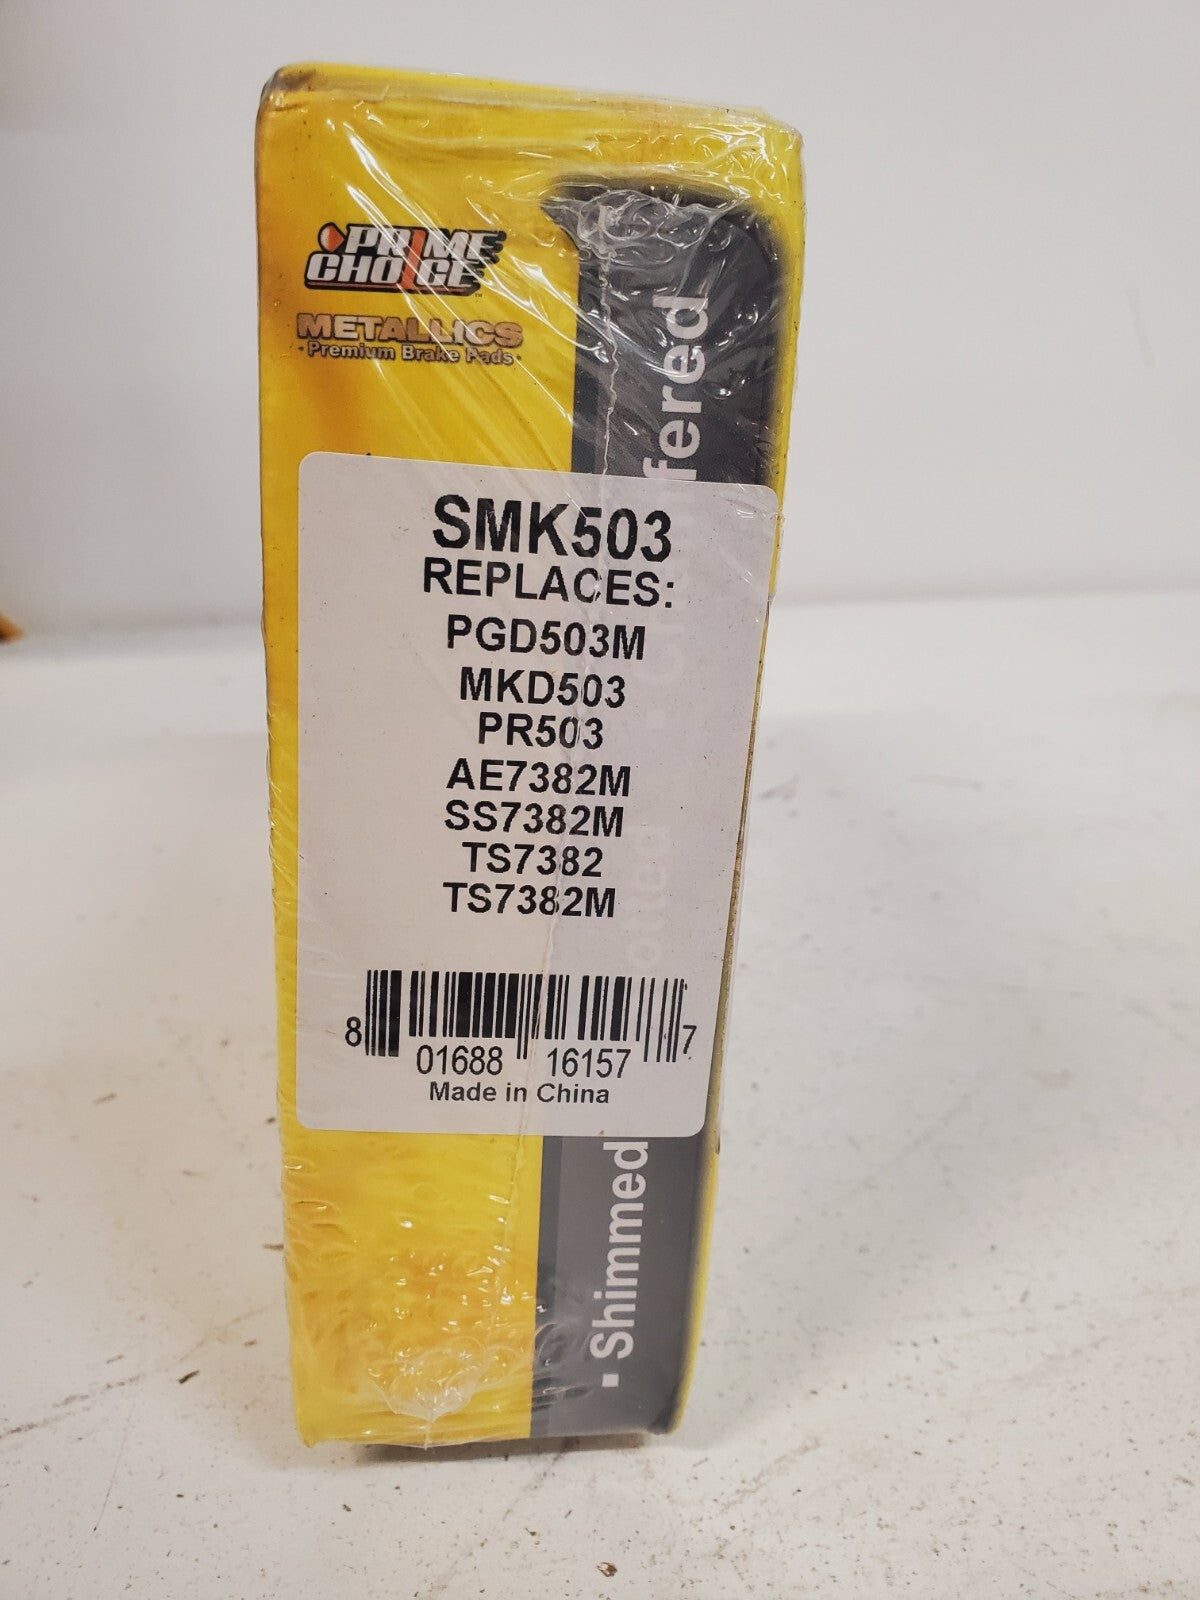 PRIME
CHOICE
™
METALLICS
• Premium Brake Pads •
SMK503
REPLACES:
PGD503M
MKD503
PR503
AE7382M
SS7382M
TS7382
TS7382M
8 01688 16157 7
Made in China
▪ Shimmed